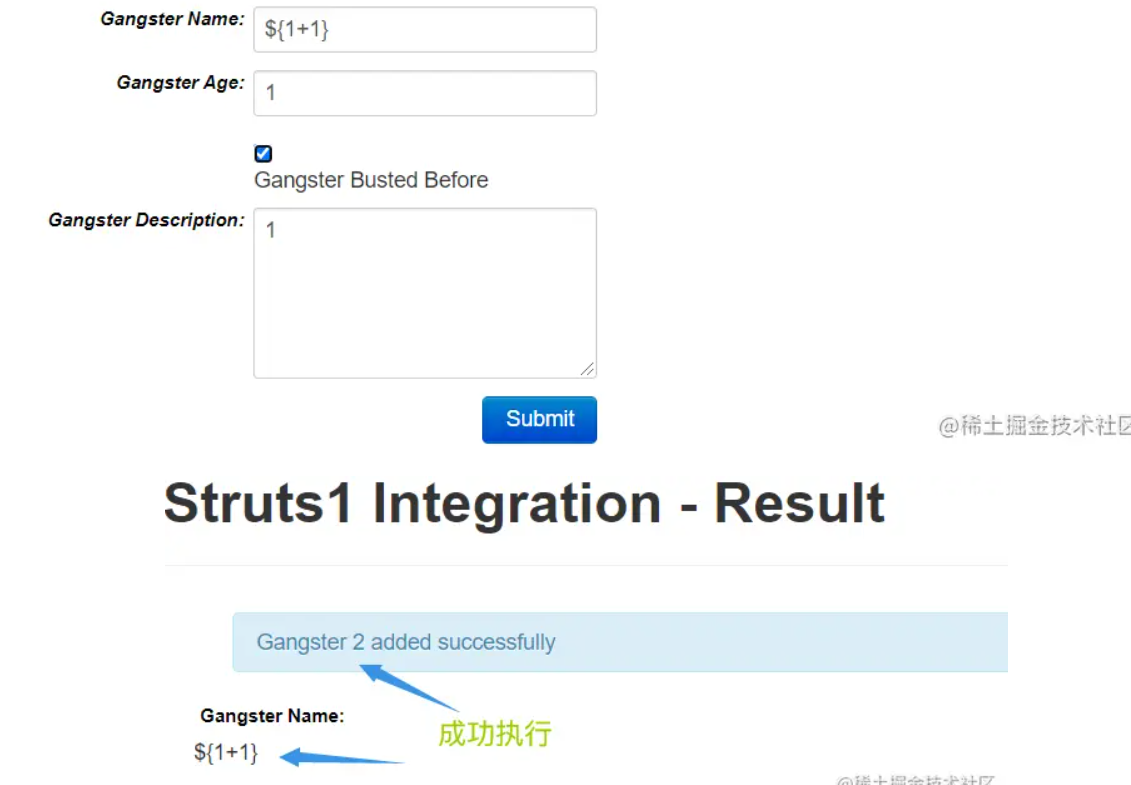 Gangster Name:
${1+1}
Gangster Age:
1
Gangster Busted Before
Gangster Description:
1
Submit
@稀土掘金技术社区
Struts1 Integration - Result
Gangster 2 added successfully
Gangster Name:
成功执行
${1+1}
@稀土掘金技术社区